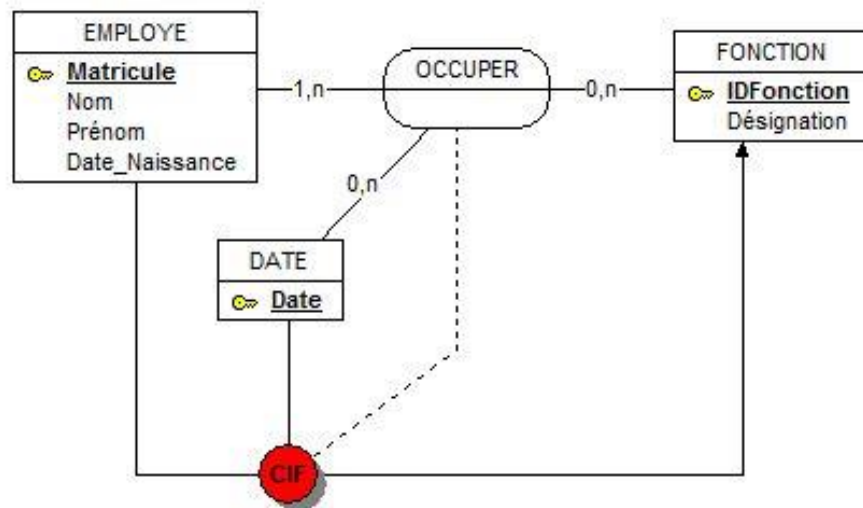 EMPLOYE
Matricule
Nom
Prénom
Date_Naissance
1,n
OCCUPER
0,n
FONCTION
IDFonction
Désignation
0,n
DATE
Date
CIF